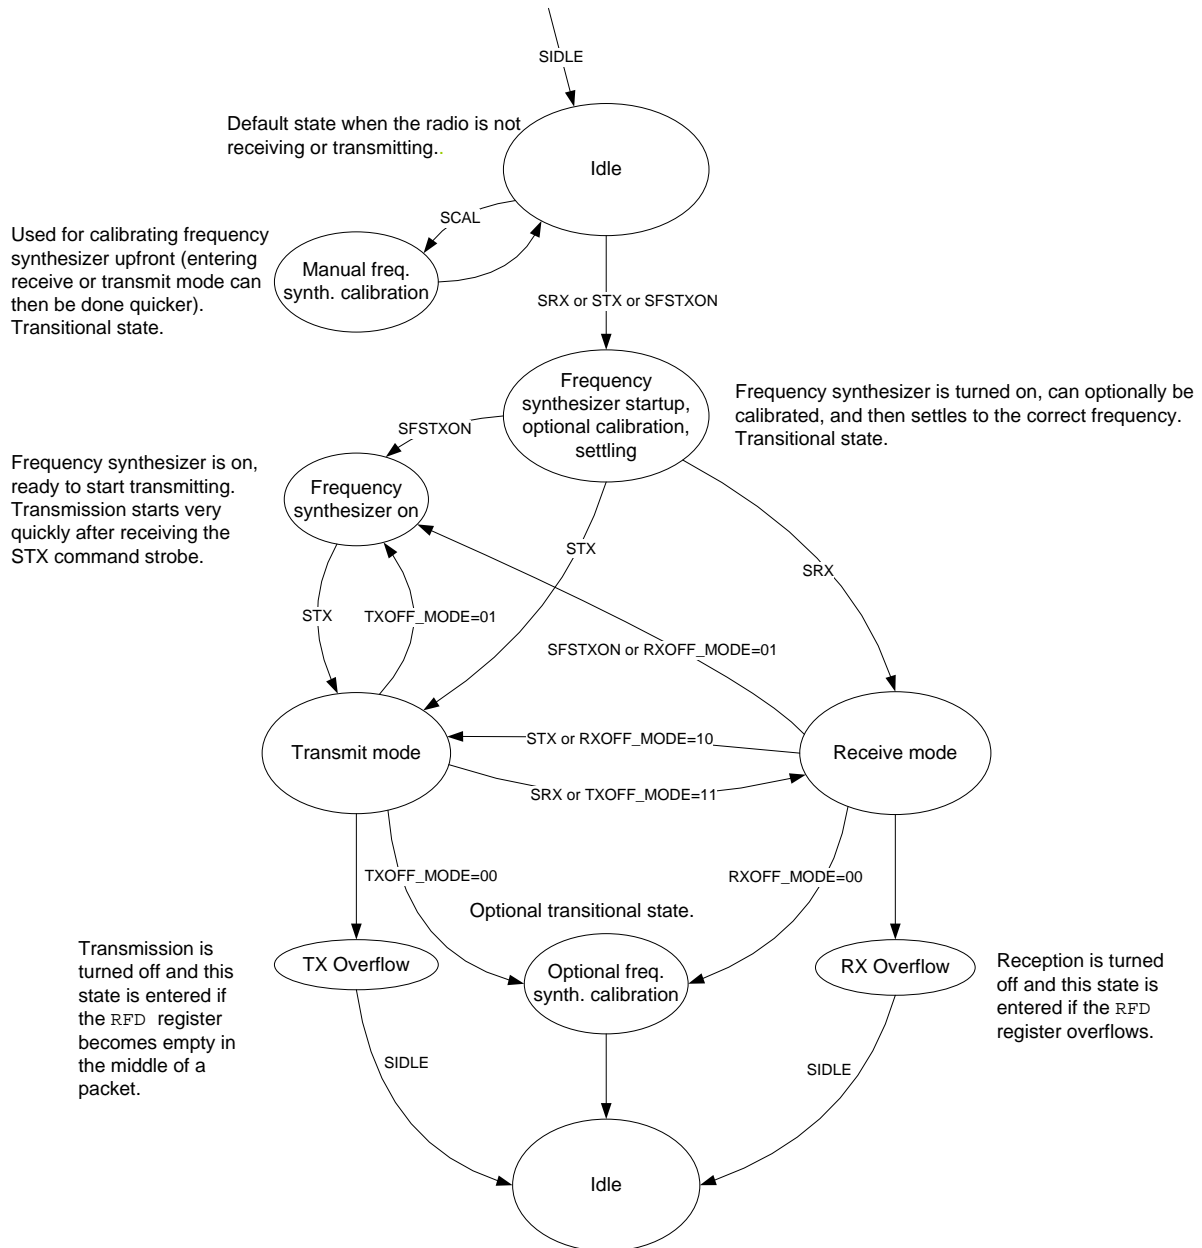 SIDLE
Default state when the radio is not
receiving or transmitting..
Idle
SCAL
Used for calibrating frequency
synthesizer upfront (entering
receive or transmit mode can
then be done quicker).
Transitional state.
Manual freq.
synth. calibration
SRX or STX or SFSTXON
Frequency
synthesizer startup,
optional calibration,
settling
Frequency synthesizer is turned on, can optionally be
calibrated, and then settles to the correct frequency.
Transitional state.
SFSTXON
Frequency synthesizer is on,
ready to start transmitting.
Transmission starts very
quickly after receiving the
STX command strobe.
Frequency
synthesizer on
STX
SRX
STX
TXOFF_MODE=01
SFSTXON or RXOFF_MODE=01
Transmit mode
STX or RXOFF_MODE=10
Receive mode
SRX or TXOFF_MODE=11
TXOFF_MODE=00
RXOFF_MODE=00
Optional transitional state.
Transmission is
turned off and this
state is entered if
the RFD register
becomes empty in
the middle of a
packet.
TX Overflow
Optional freq.
synth. calibration
RX Overflow
Reception is turned
off and this state is
entered if the RFD
register overflows.
SIDLE
SIDLE
Idle